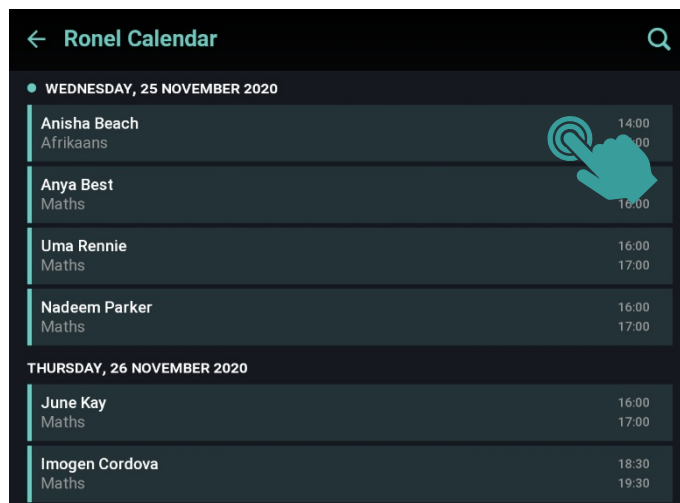 Ronel Calendar
WEDNESDAY, 25 NOVEMBER 2020
Anisha Beach 14:00
Afrikaans
Anya Best
Maths 16:00
Uma Rennie 16:00
Maths 17:00
Nadeem Parker 16:00
Maths 17:00
THURSDAY, 26 NOVEMBER 2020
June Kay 16:00
Maths 17:00
Imogen Cordova 18:30
Maths 19:30